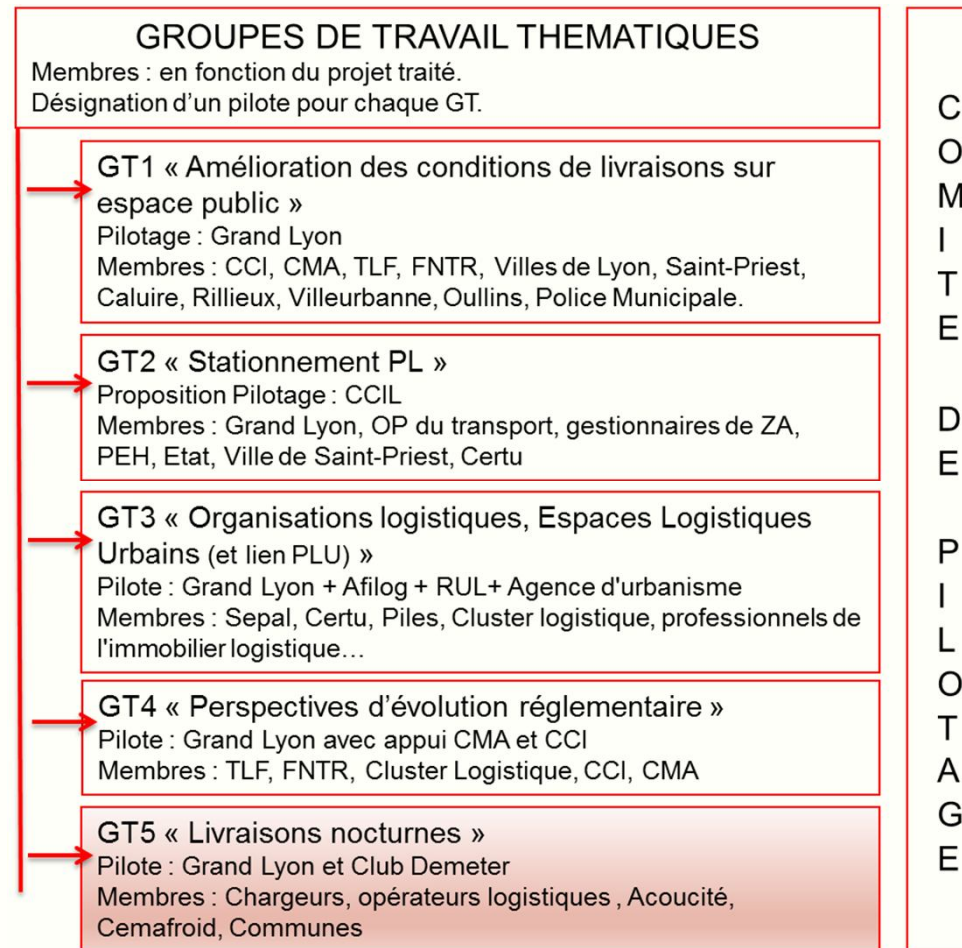 GROUPES DE TRAVAIL THEMATIQUES
Membres : en fonction du projet traité.
Désignation d'un pilote pour chaque GT.
GT1 « Amélioration des conditions de livraisons sur
espace public »
Pilotage : Grand Lyon
Membres : CCI, CMA, TLF, FNTR, Villes de Lyon, Saint-Priest,
Caluire, Rillieux, Villeurbanne, Oullins, Police Municipale.
GT2 « Stationnement PL »
Proposition Pilotage : CCIL
Membres : Grand Lyon, OP du transport, gestionnaires de ZA,
PEH, Etat, Ville de Saint-Priest, Certu
GT3 « Organisations logistiques, Espaces Logistiques
Urbains (et lien PLU) »
Pilote : Grand Lyon + Afilog + RUL+ Agence d'urbanisme
Membres : Sepal, Certu, Piles, Cluster logistique, professionnels de
l'immobilier logistique…
GT4 « Perspectives d'évolution réglementaire »
Pilote : Grand Lyon avec appui CMA et CCI
Membres : TLF, FNTR, Cluster Logistique, CCI, CMA
GT5 « Livraisons nocturnes »
Pilote : Grand Lyon et Club Demeter
Membres : Chargeurs, opérateurs logistiques , Acoucité,
Cemafroid, Communes
COMITE
DE
PILOTAGE